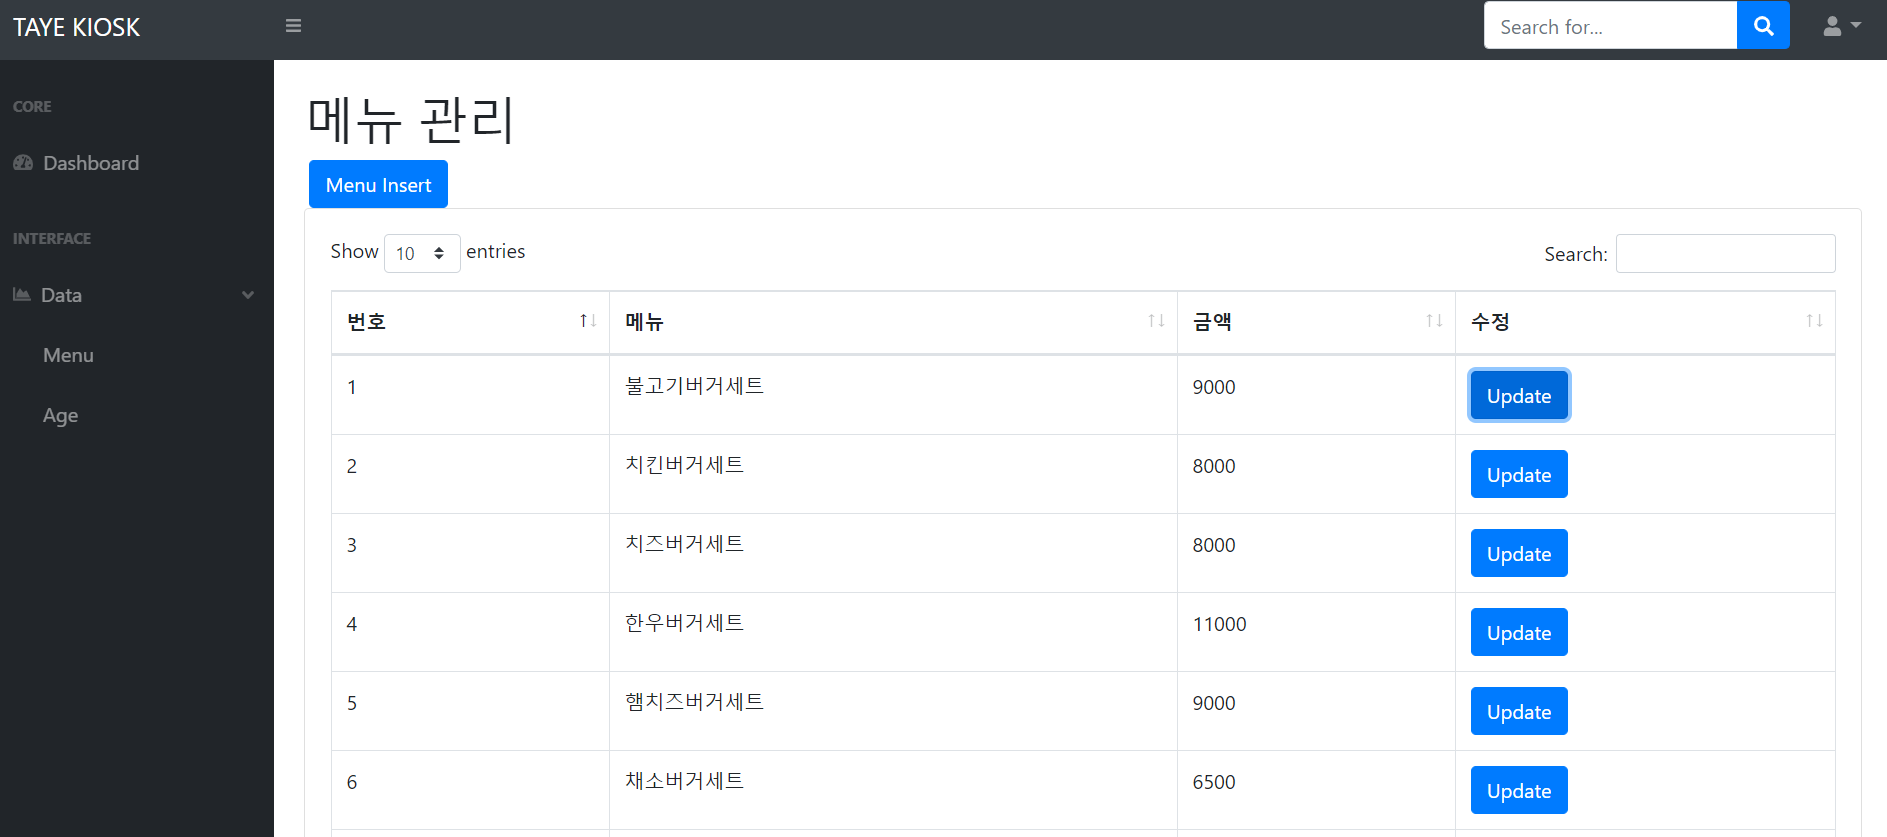 TAYE KIOSK
Search for...
CORE
Dashboard
INTERFACE
Data
Menu
Age
메뉴 관리
Menu Insert
Show 10 entries
Search:
번호 메뉴 금액 수정
1 불고기버거세트 9000 Update
2 치킨버거세트 8000 Update
3 치즈버거세트 8000 Update
4 한우버거세트 11000 Update
5 햄치즈버거세트 9000 Update
6 채소버거세트 6500 Update